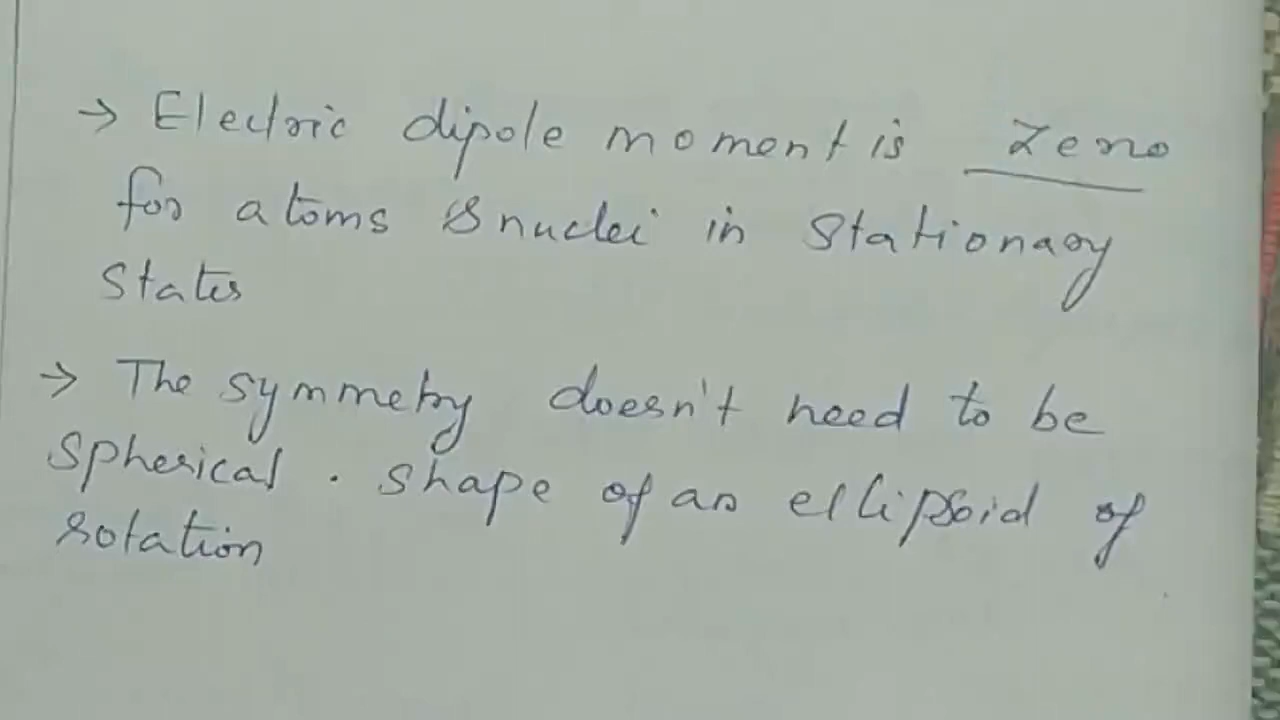 → Electric dipole moment is zero
for atoms & nuclei in stationary
states
→ The symmetry doesn't need to be
spherical. shape of an ellipsoid of
rotation